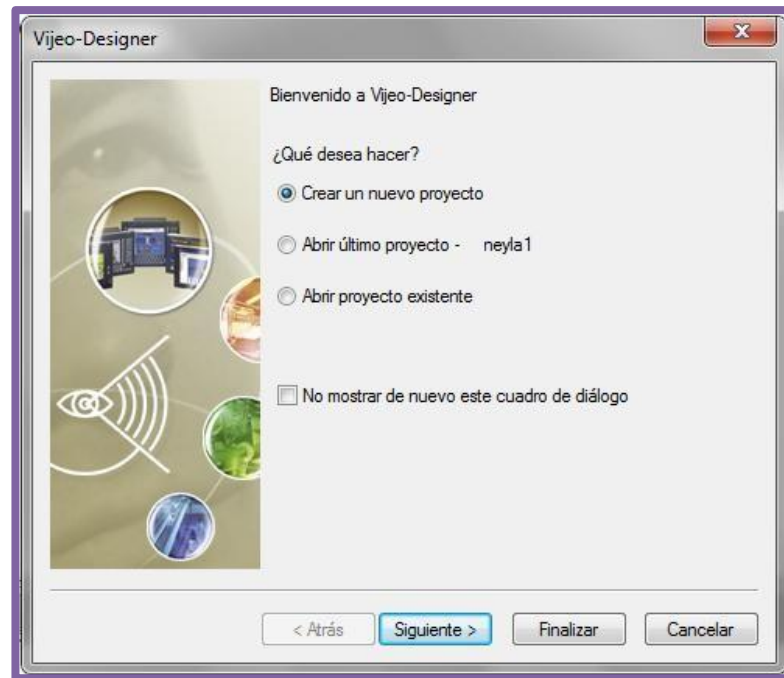 Vijeo-Designer
Bienvenido a Vijeo-Designer
¿Qué desea hacer?
Crear un nuevo proyecto
Abrir último proyecto - neyla1
Abrir proyecto existente
No mostrar de nuevo este cuadro de diálogo
< Atrás Siguiente > Finalizar Cancelar